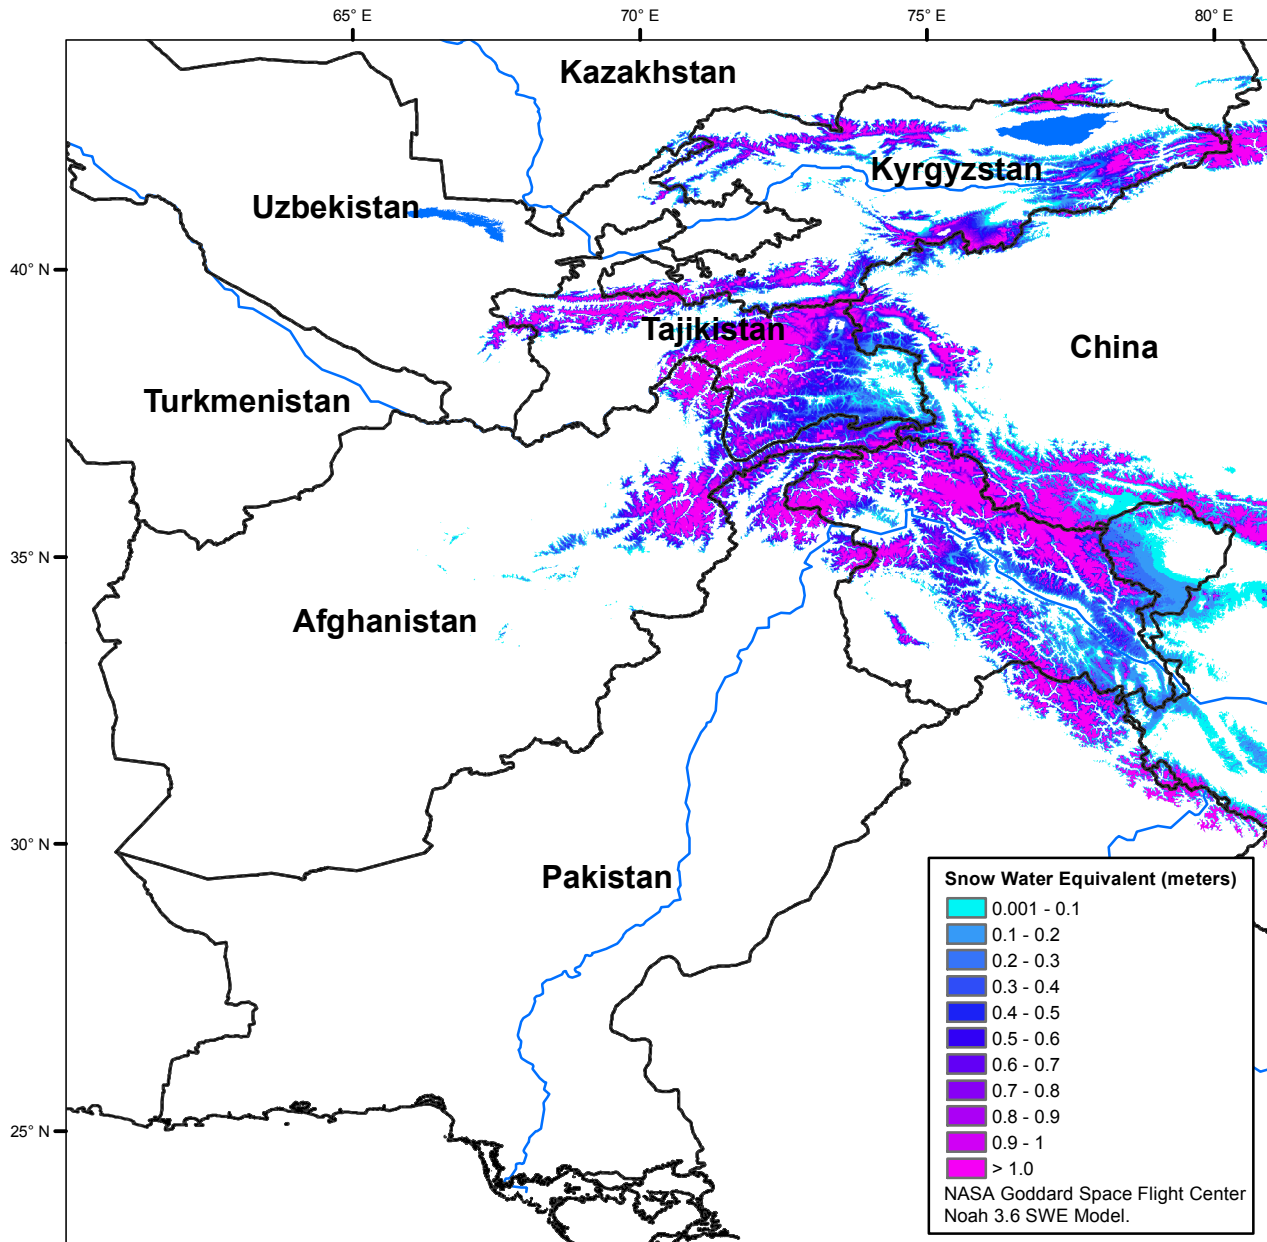 65° E
70° E
75° E
80° E
Kazakhstan
Kyrgyzstan
Uzbekistan
40° N
Tajikistan
China
Turkmenistan
35° N
Afghanistan
30° N
Pakistan
25° N
Snow Water Equivalent (meters)
0.001 - 0.1
0.1 - 0.2
0.2 - 0.3
0.3 - 0.4
0.4 - 0.5
0.5 - 0.6
0.6 - 0.7
0.7 - 0.8
0.8 - 0.9
0.9 - 1
> 1.0
NASA Goddard Space Flight Center
Noah 3.6 SWE Model.